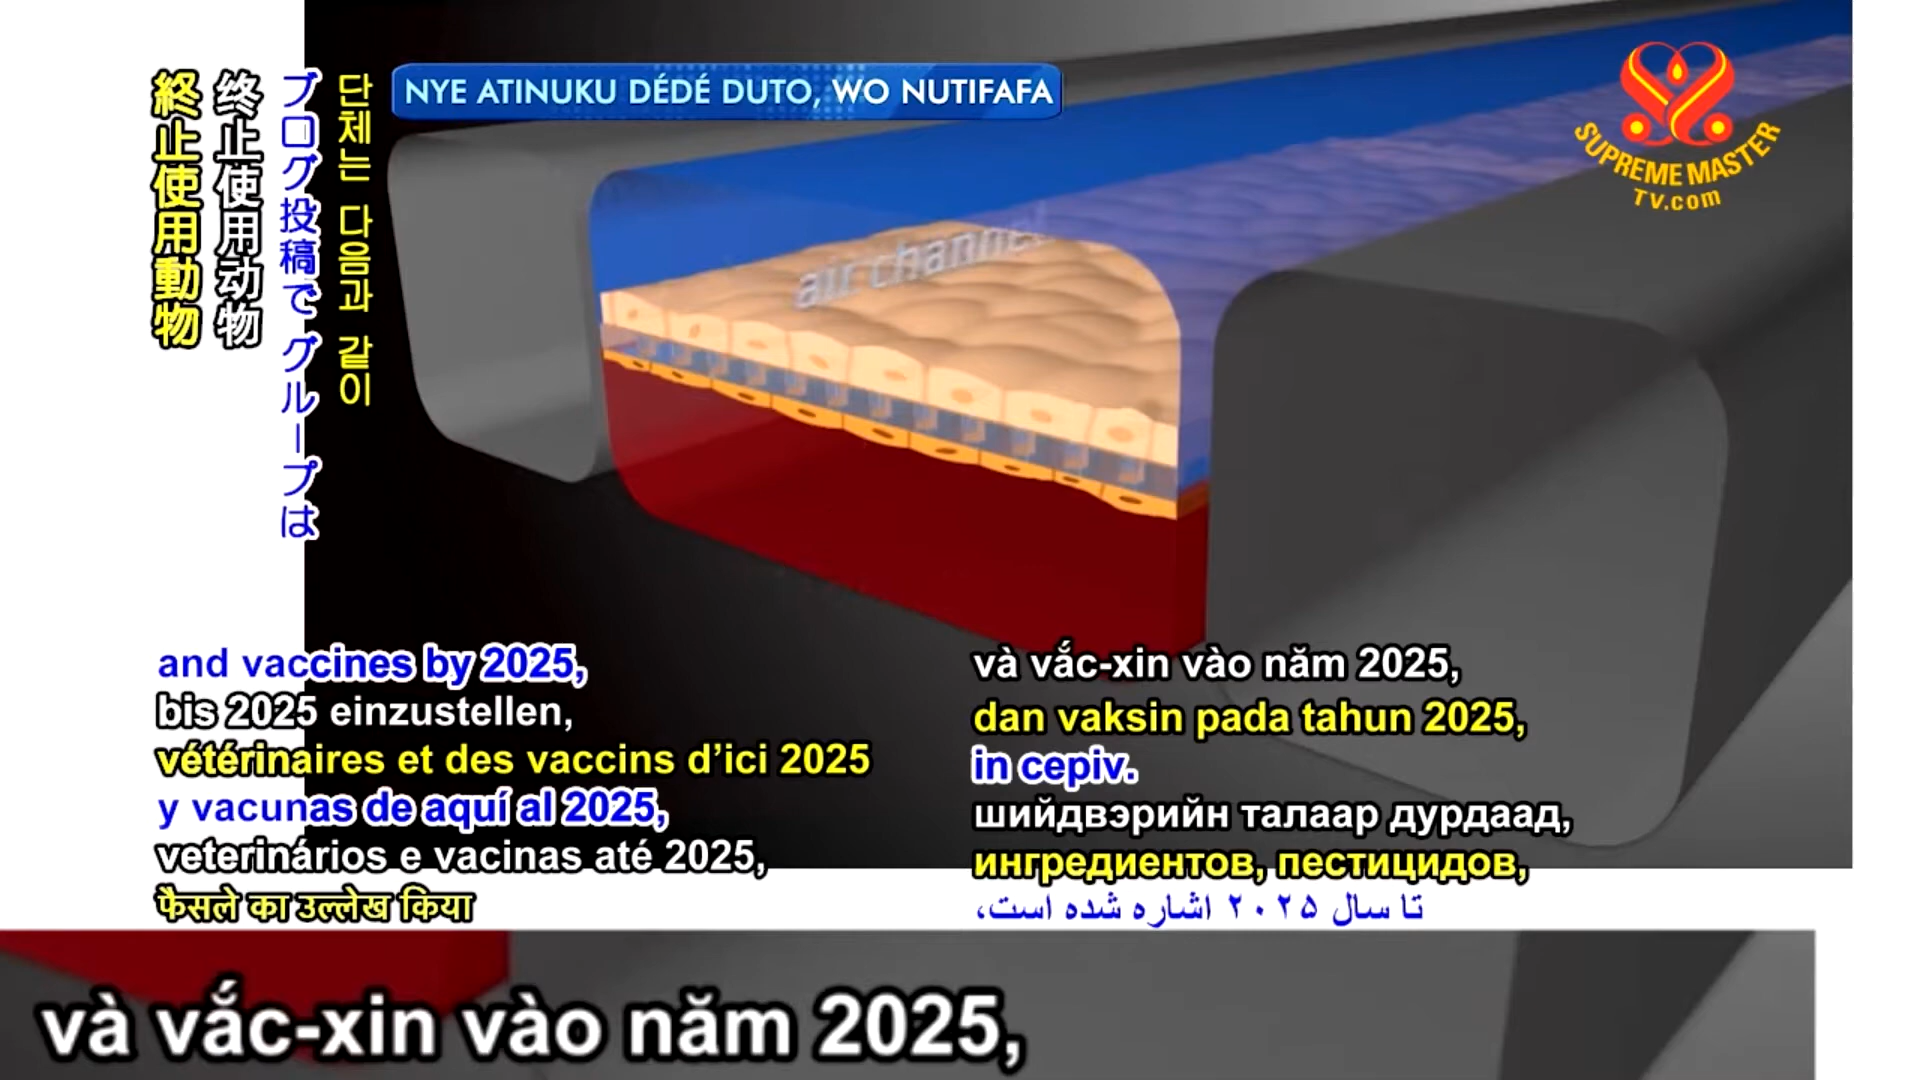 NYE ATINUKU DÉDÉ DUTO, WO NUTIFAFA
SUPREME MASTER
TV.com
air channel
終止使用動物
终止使用动物
ブログ投稿で グループは
단체는 다음과 같이
and vaccines by 2025,
bis 2025 einzustellen,
vétérinaires et des vaccins d’ici 2025
y vacunas de aquí al 2025,
veterinários e vacinas até 2025,
फैसले का उल्लेख किया
và vắc-xin vào năm 2025,
dan vaksin pada tahun 2025,
in cepiv.
шийдвэрийн талаар дурдаад,
ингредиентов, пестицидов,
تا سال ۲۰۲۵ اشاره شده است،
và vắc-xin vào năm 2025,